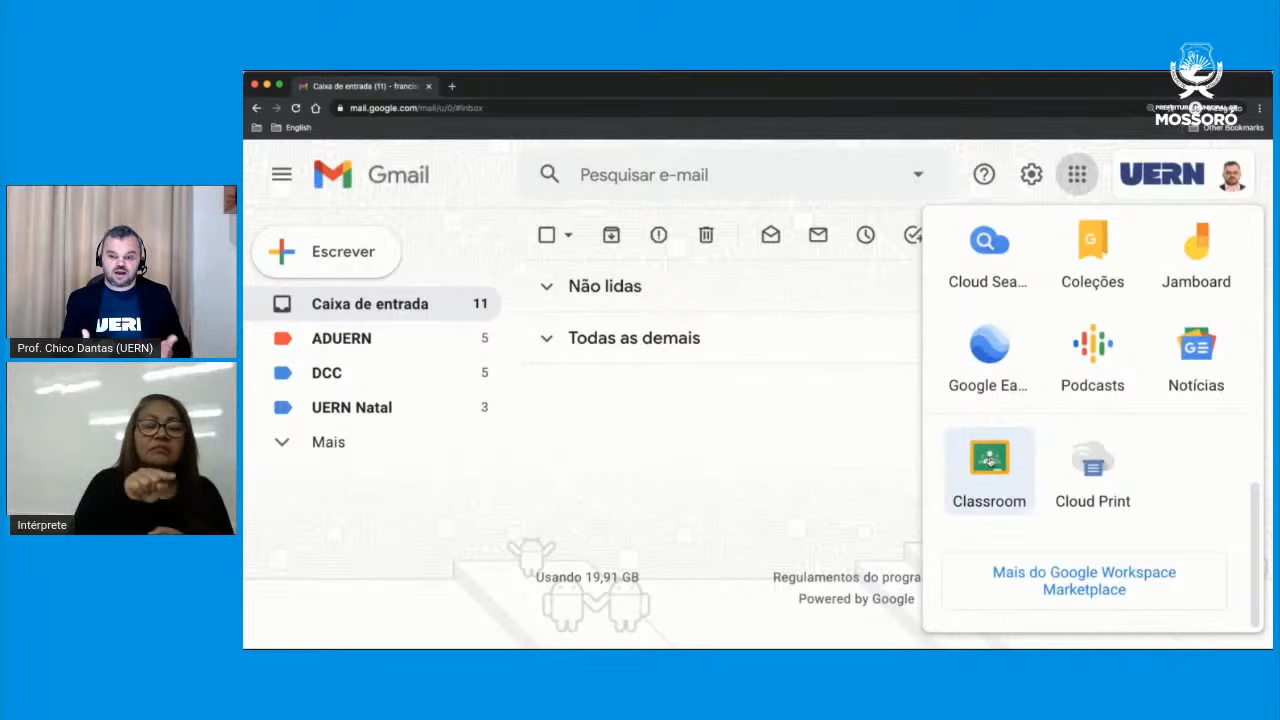 PREFEITURA MUNICIPAL DE
MOSSORÓ
Caixa de entrada (11) - francis
mail.google.com/mail/u/0/#inbox
English
Other Bookmarks
Gmail
Pesquisar e-mail
UERN
Escrever
Caixa de entrada 11
ADUERN 5
DCC 5
UERN Natal 3
Mais
Não lidas
Todas as demais
Usando 19,91 GB
Regulamentos do progra
Powered by Google
Cloud Sea...
Coleções
Jamboard
Google Ea...
Podcasts
Notícias
Classroom
Cloud Print
Mais do Google Workspace
Marketplace
UERN
Prof. Chico Dantas (UERN)
Intérprete